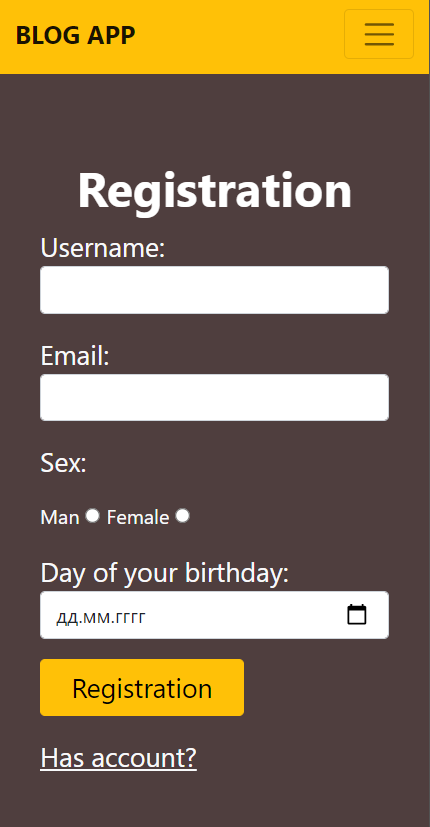 BLOG APP
Registration
Username:
Email:
Sex:
Man Female
Day of your birthday:
дд.мм.гггг
Registration
Has account?